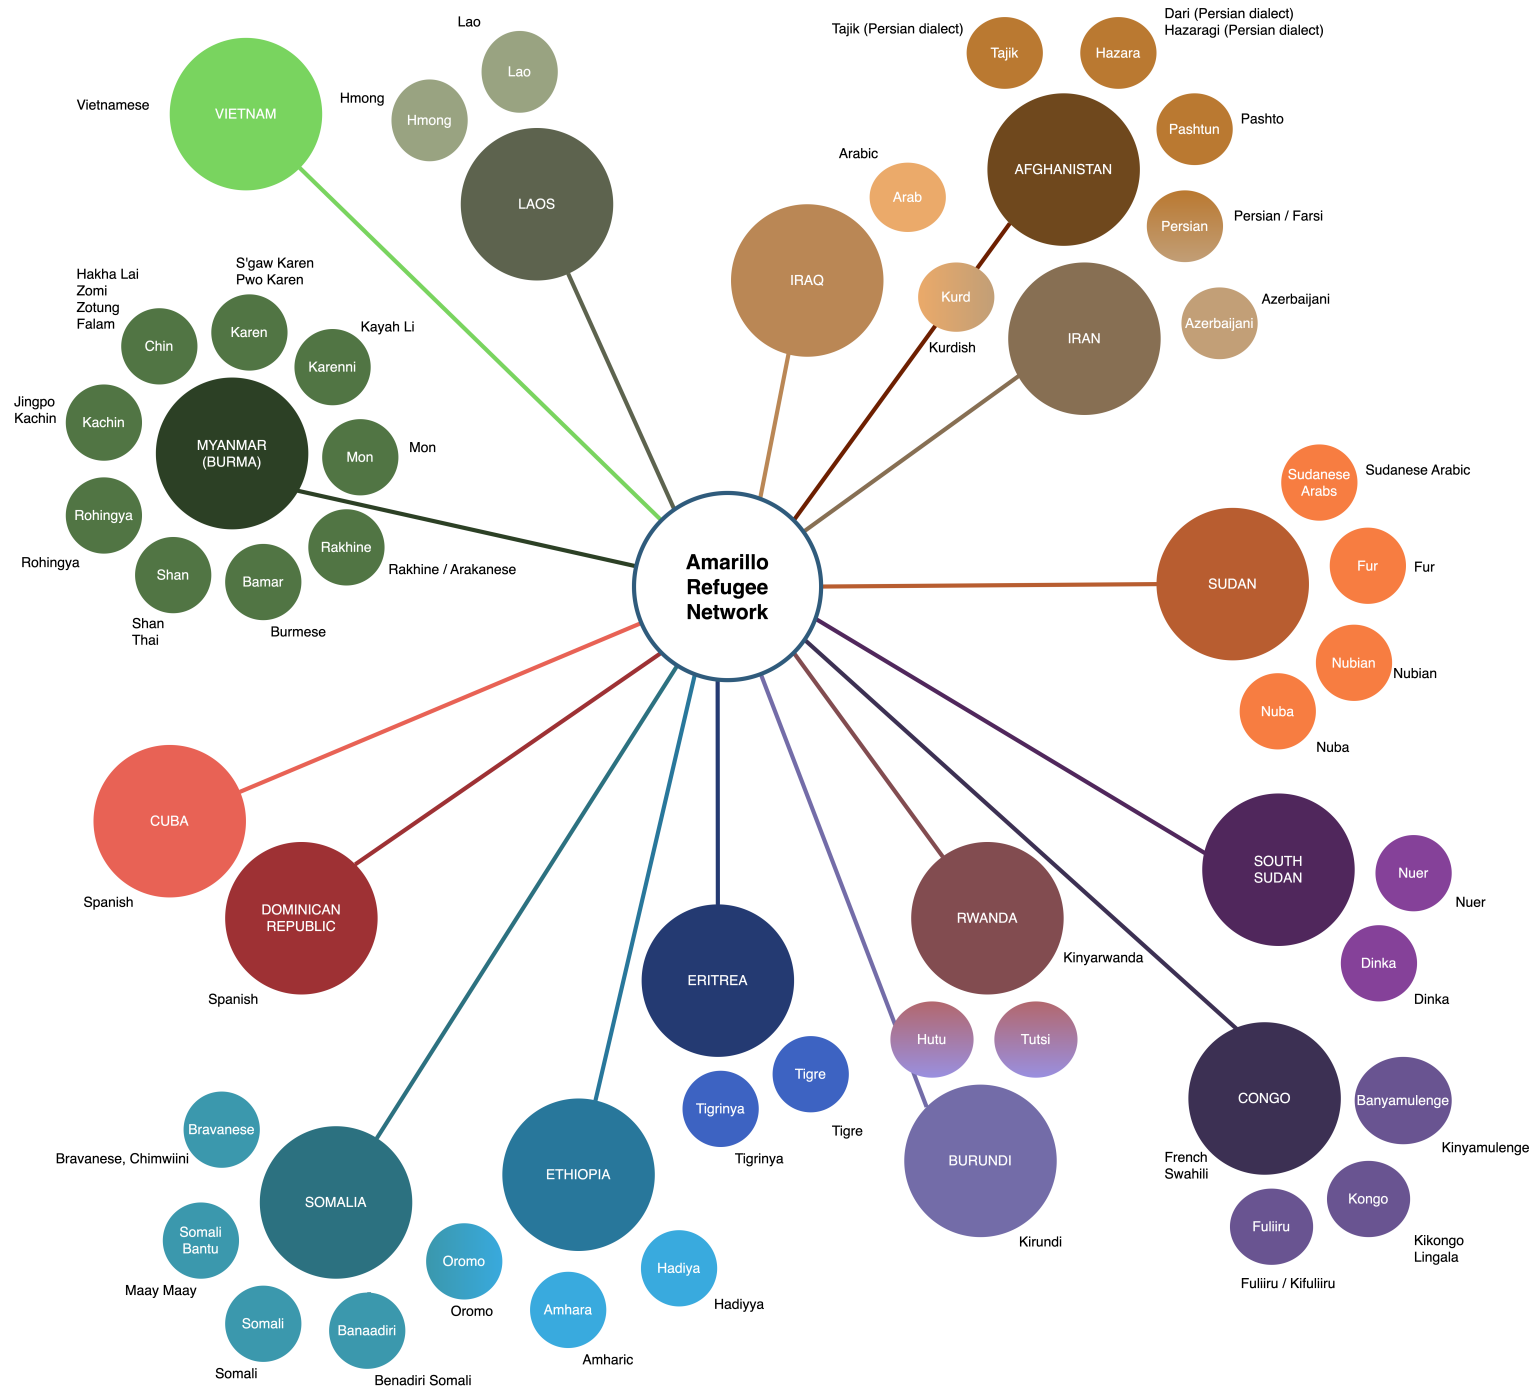 Lao
Lao
Hmong
Hmong
LAOS
Vietnamese
VIETNAM
Tajik (Persian dialect)
Tajik
Hazara
Dari (Persian dialect)
Hazaragi (Persian dialect)
AFGHANISTAN
Pashtun
Pashto
Persian
Persian / Farsi
Arabic
Arab
IRAQ
Kurd
Kurdish
IRAN
Azerbaijani
Azerbaijani
Hakha Lai
Zomi
Zotung
Falam
Chin
S'gaw Karen
Pwo Karen
Karen
Kayah Li
Karenni
Jingpo
Kachin
Kachin
MYANMAR
(BURMA)
Mon
Mon
Rohingya
Rohingya
Shan
Shan
Thai
Bamar
Burmese
Rakhine
Rakhine / Arakanese
Amarillo
Refugee
Network
Sudanese
Arabs
Sudanese Arabic
SUDAN
Fur
Fur
Nubian
Nubian
Nuba
Nuba
CUBA
Spanish
DOMINICAN
REPUBLIC
Spanish
SOUTH
SUDAN
Nuer
Nuer
Dinka
Dinka
ERITREA
Tigre
Tigre
Tigrinya
Tigrinya
RWANDA
Kinyarwanda
Hutu
Tutsi
BURUNDI
Kirundi
CONGO
French
Swahili
Banyamulenge
Kinyamulenge
Kongo
Kikongo
Lingala
Fuliiru
Fuliiru / Kifuliiru
Bravanese
Bravanese, Chimwiini
SOMALIA
Somali
Bantu
Maay Maay
Somali
Somali
Banaadiri
Benadiri Somali
ETHIOPIA
Oromo
Oromo
Amhara
Amharic
Hadiya
Hadiyya